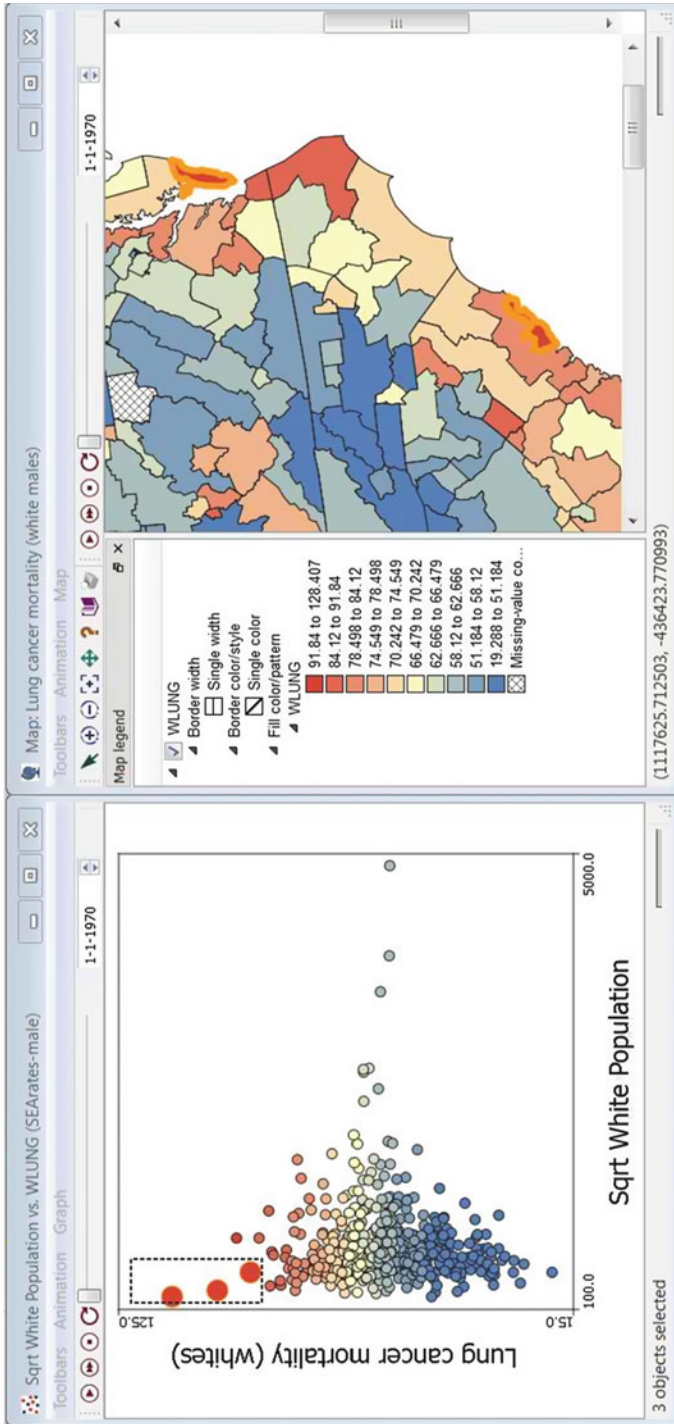 Sqrt White Population vs. WLUNG (SEArates-male)
Toolbars Animation Graph
1-1-1970
125.0
Lung cancer mortality (whites)
15.0
100.0
5000.0
Sqrt White Population
3 objects selected
Map: Lung cancer mortality (white males)
Toolbars Animation Map
1-1-1970
Map legend
WLUNG
Border width
Single width
Border color/style
Single color
Fill color/pattern
WLUNG
91.84 to 128.407
84.12 to 91.84
78.498 to 84.12
74.549 to 78.498
70.242 to 74.549
66.479 to 70.242
62.666 to 66.479
58.12 to 62.666
51.184 to 58.12
19.288 to 51.184
Missing-value co...
(1117625.712503, -436423.770993)